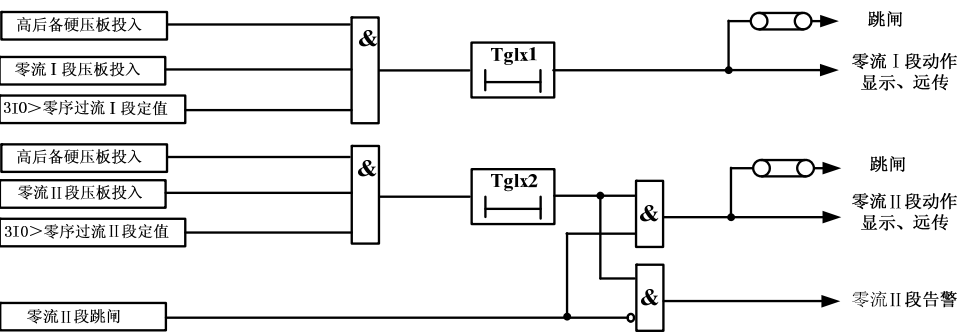 高后备硬压板投入
零流Ⅰ段压板投入
3I0＞零序过流Ⅰ段定值
&
Tglx1
跳闸
零流Ⅰ段动作
显示、远传
高后备硬压板投入
零流Ⅱ段压板投入
3I0＞零序过流Ⅱ段定值
&
Tglx2
&
跳闸
零流Ⅱ段动作
显示、远传
零流Ⅱ段跳闸
&
零流Ⅱ段告警